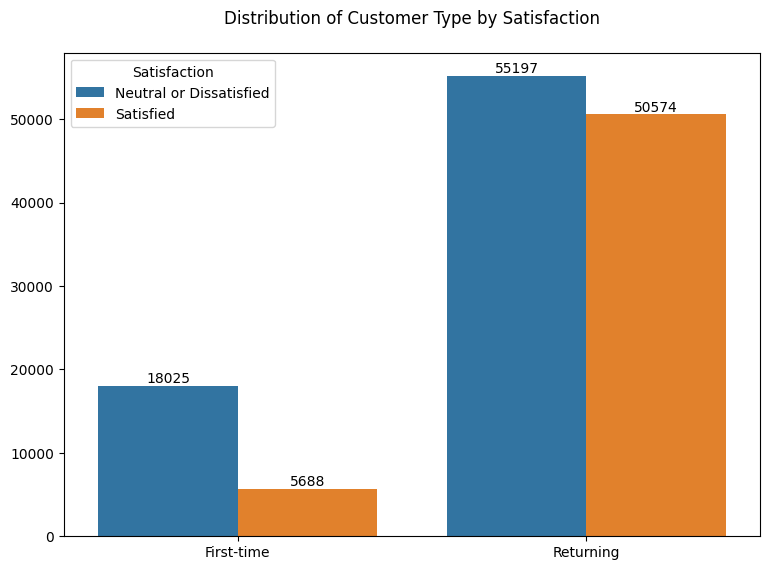 Distribution of Customer Type by Satisfaction
Satisfaction
Neutral or Dissatisfied
Satisfied
55197
50574
18025
5688
50000
40000
30000
20000
10000
0
First-time
Returning